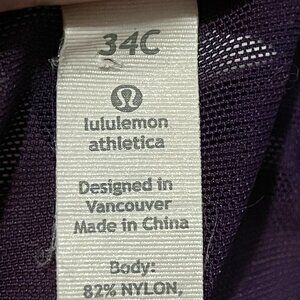 34C
lululemon
athletica
Designed in
Vancouver
Made in China
Body:
82% NYLON,